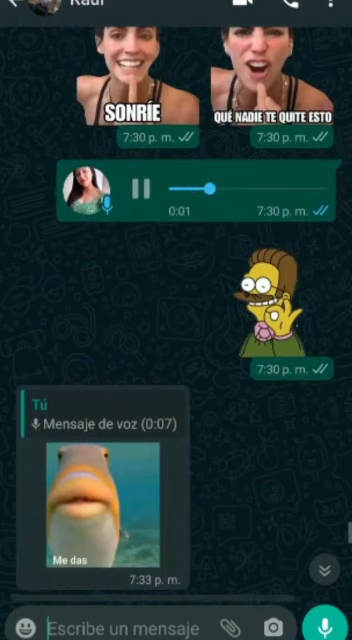 Raúl
SONRÍE
QUÉ NADIE TE QUITE ESTO
7:30 p. m.
7:30 p. m.
0:01
7:30 p. m.
7:30 p. m.
Tú
Mensaje de voz (0:07)
Me das
7:33 p. m.
Escribe un mensaje